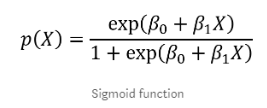 p(X) = exp(β₀ + β₁X) / 1 + exp(β₀ + β₁X)
Sigmoid function